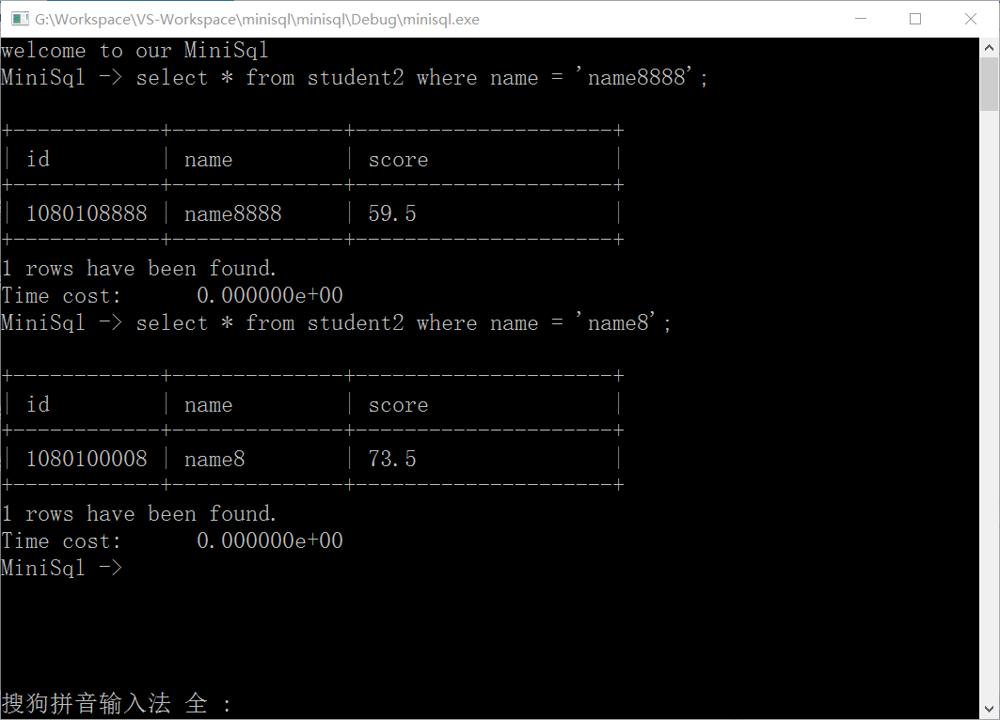 G:\Workspace\VS-Workspace\minisql\minisql\Debug\minisql.exe
welcome to our MiniSql
MiniSql -> select * from student2 where name = 'name8888';
+------------+--------------+---------------------+
| id         | name         | score               |
+------------+--------------+---------------------+
| 1080108888 | name8888     | 59.5                |
+------------+--------------+---------------------+
1 rows have been found.
Time cost:      0.000000e+00
MiniSql -> select * from student2 where name = 'name8';
+------------+--------------+---------------------+
| id         | name         | score               |
+------------+--------------+---------------------+
| 1080100008 | name8        | 73.5                |
+------------+--------------+---------------------+
1 rows have been found.
Time cost:      0.000000e+00
MiniSql ->
搜狗拼音输入法 全 :